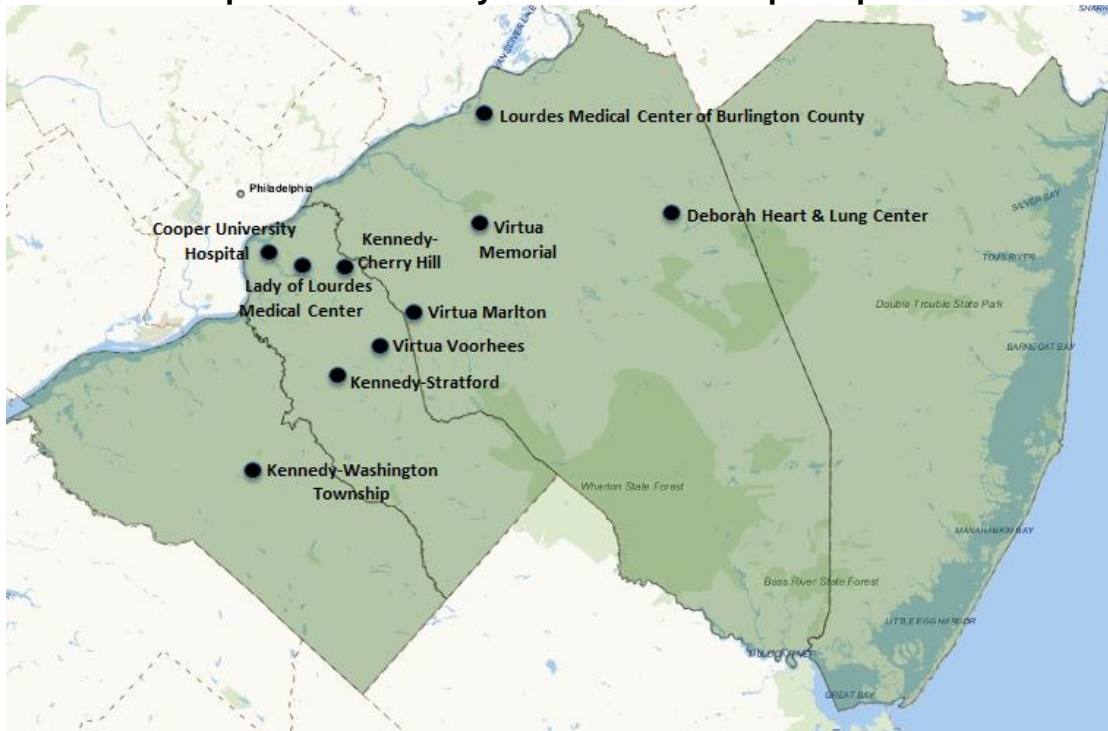 Lourdes Medical Center of Burlington County
Philadelphia
Deborah Heart & Lung Center
SILVER BAY
Cooper University
Hospital
Kennedy-
Cherry Hill
Virtua
Memorial
TOMS RIVER
Lady of Lourdes
Medical Center
Virtua Marlton
Double Trouble State Park
Virtua Voorhees
BARNEGAT BAY
Kennedy-Stratford
Kennedy-Washington
Township
Wharton State Forest
MANAHAWKIN BAY
Bass River State Forest
LITTLE EGG HARBOR
GREAT BAY